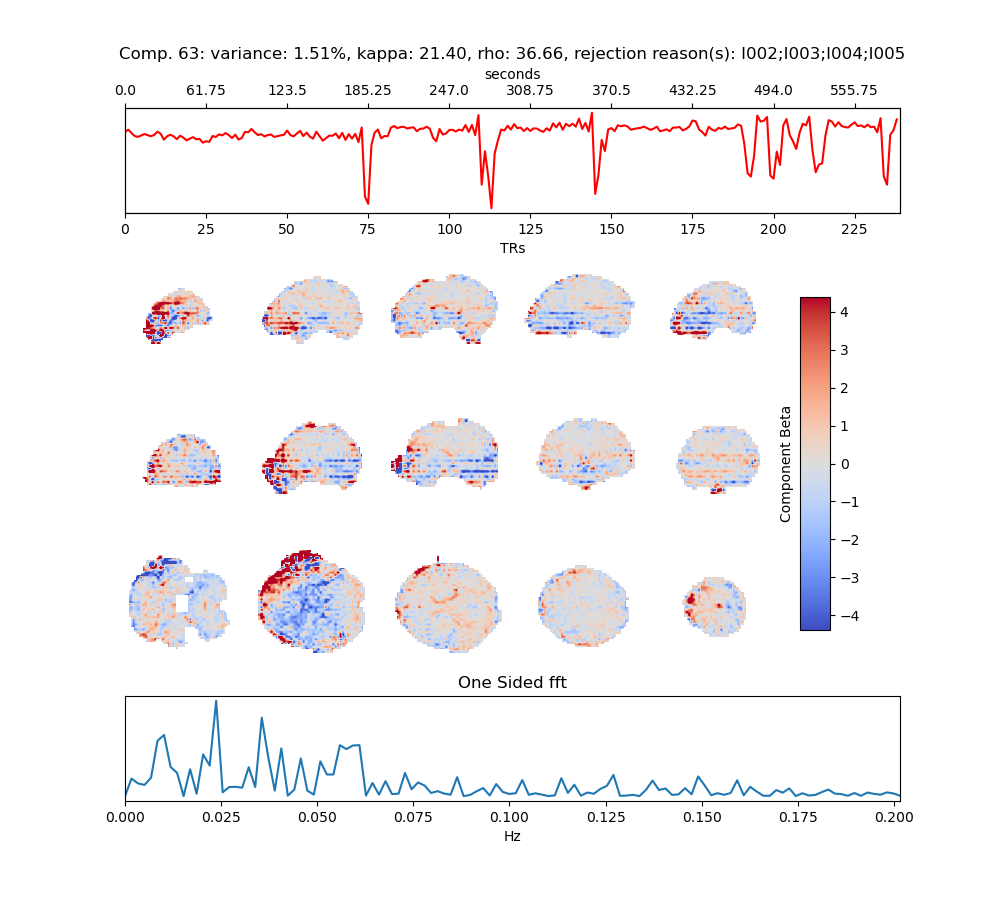 Comp. 63: variance: 1.51%, kappa: 21.40, rho: 36.66, rejection reason(s): I002;I003;I004;I005
seconds
0.0 61.75 123.5 185.25 247.0 308.75 370.5 432.25 494.0 555.75
0 25 50 75 100 125 150 175 200 225
TRs
4
3
2
1
0
−1
−2
−3
−4
Component Beta
One Sided fft
0.000 0.025 0.050 0.075 0.100 0.125 0.150 0.175 0.200
Hz